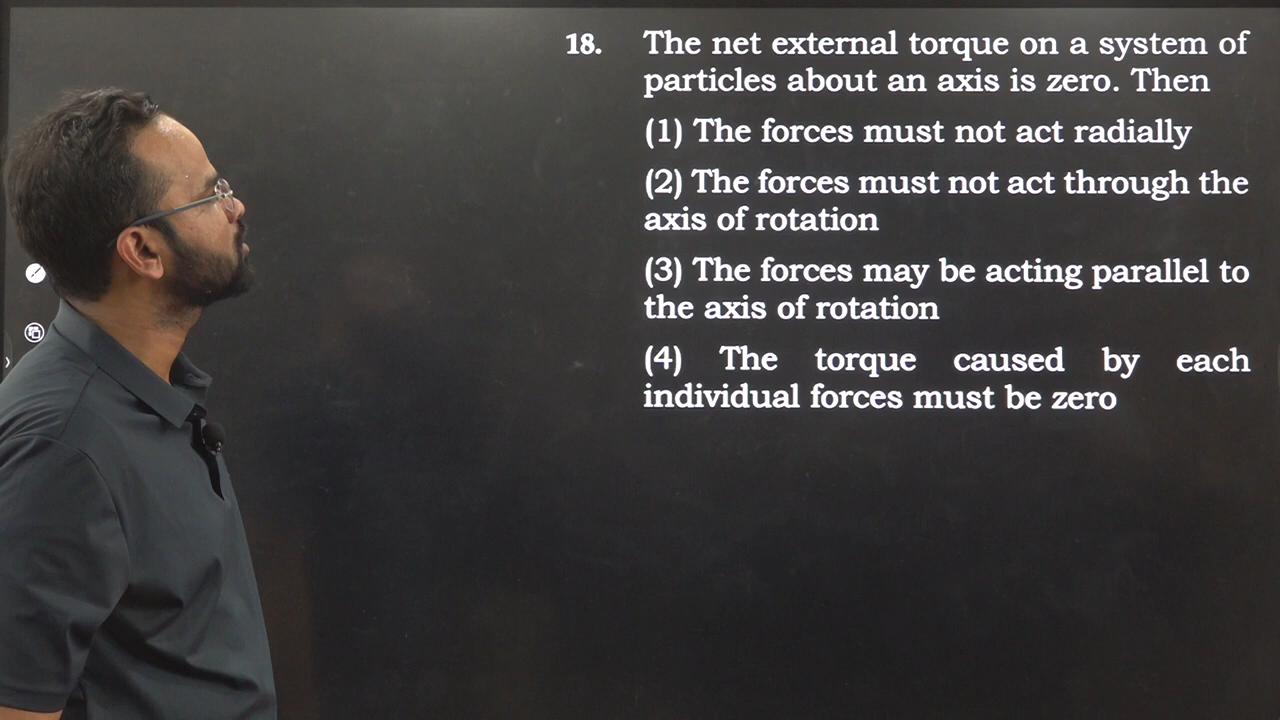 18. The net external torque on a system of
particles about an axis is zero. Then
(1) The forces must not act radially
(2) The forces must not act through the
axis of rotation
(3) The forces may be acting parallel to
the axis of rotation
(4) The torque caused by each
individual forces must be zero